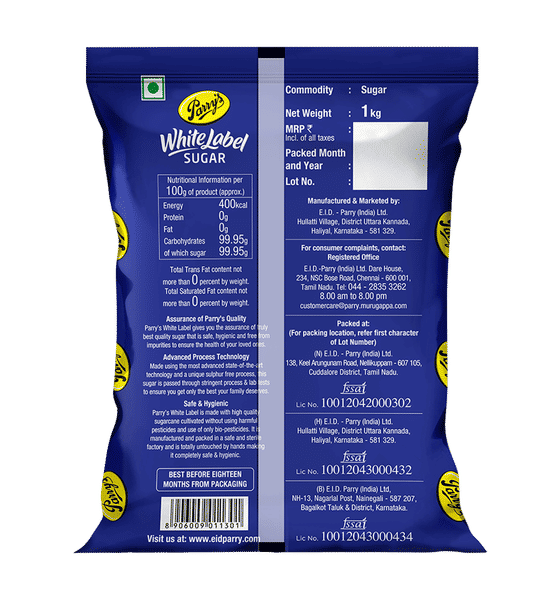 Parry's
White Label
SUGAR
Nutritional Information per
100g of product (approx.)
Energy 400kcal
Protein 0g
Fat 0g
Carbohydrates 99.95g
of which sugar 99.95g
Total Trans Fat content not
more than 0 percent by weight.
Total Saturated Fat content not
more than 0 percent by weight.
Assurance of Parry's Quality
Parry's White Label gives you the assurance of truly
best quality sugar that is safe, hygienic and free from
impurities to ensure the health of your loved ones.
Advanced Process Technology
Made using the most advanced state-of-the-art
technology and a unique sulphur free process, this
sugar is passed through stringent process & lab tests
to ensure you get only the best your family deserves.
Safe & Hygienic
Parry's White Label is made with high quality
sugarcane cultivated without using harmful
pesticides and use of only bio-pesticides. It is
manufactured and packed in a safe and sterile
factory and is totally untouched by hands making
it completely safe & hygienic.
BEST BEFORE EIGHTEEN
MONTHS FROM PACKAGING
8 906009 011301
Visit us at: www.eidparry.com
Commodity : Sugar
Net Weight : 1 kg
MRP ₹ :
Incl. of all taxes
Packed Month
and Year :
Lot No. :
Manufactured & Marketed by:
E.I.D. - Parry (India) Ltd.
Hullatti Village, District Uttara Kannada,
Haliyal, Karnataka - 581 329.
For consumer complaints, contact:
Registered Office
E.I.D.-Parry (India) Ltd. Dare House,
234, NSC Bose Road, Chennai - 600 001,
Tamil Nadu. Tel: 044 - 2835 3262
8.00 am to 8.00 pm
customercare@parry.murugappa.com
Packed at:
(For packing location, refer first character
of Lot Number)
(N) E.I.D. - Parry (India) Ltd.
138, Keel Arungunam Road, Nellikuppam - 607 105,
Cuddalore District, Tamil Nadu.
fssai
Lic No. 10012042000302
(H) E.I.D. - Parry (India) Ltd.
Hullatti Village, District Uttara Kannada,
Haliyal, Karnataka - 581 329.
fssai
Lic No. 10012043000432
(B) E.I.D. Parry (India) Ltd,
NH-13, Nagarlal Post, Nainegali - 587 207,
Bagalkot Taluk & District, Karnataka.
fssai
Lic No. 10012043000434
Parry's
Parry's
Parry's
Parry's
Parry's
Parry's